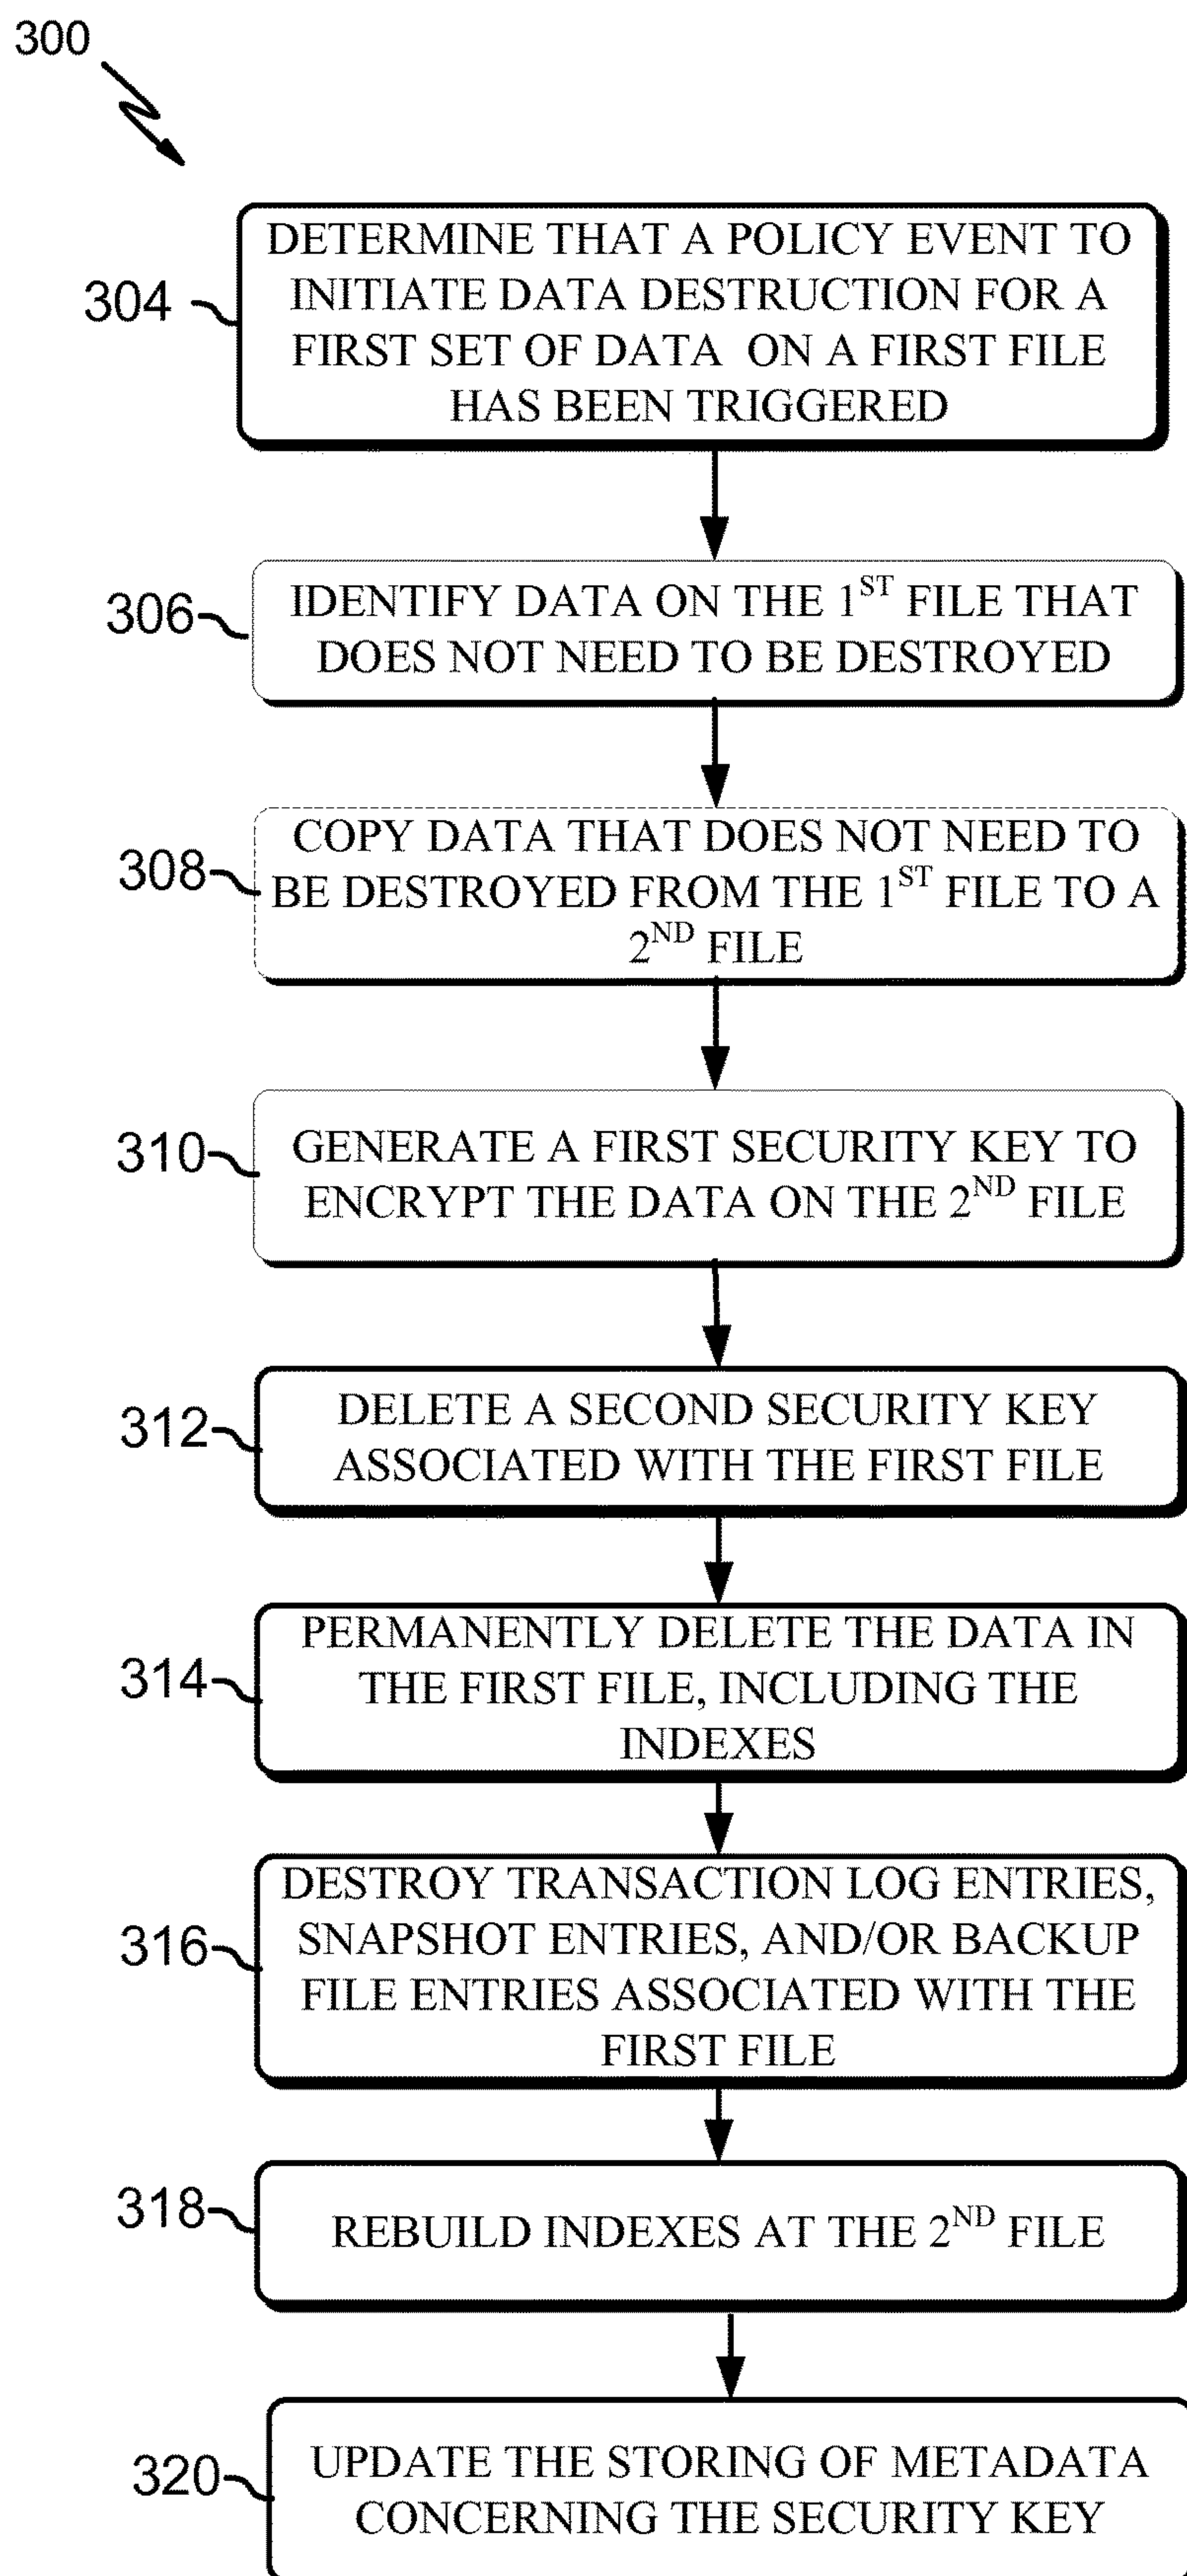 300
304
DETERMINE THAT A POLICY EVENT TO
INITIATE DATA DESTRUCTION FOR A
FIRST SET OF DATA ON A FIRST FILE
HAS BEEN TRIGGERED
306
IDENTIFY DATA ON THE 1ST FILE THAT
DOES NOT NEED TO BE DESTROYED
308
COPY DATA THAT DOES NOT NEED TO
BE DESTROYED FROM THE 1ST FILE TO A
2ND FILE
310
GENERATE A FIRST SECURITY KEY TO
ENCRYPT THE DATA ON THE 2ND FILE
312
DELETE A SECOND SECURITY KEY
ASSOCIATED WITH THE FIRST FILE
314
PERMANENTLY DELETE THE DATA IN
THE FIRST FILE, INCLUDING THE
INDEXES
316
DESTROY TRANSACTION LOG ENTRIES,
SNAPSHOT ENTRIES, AND/OR BACKUP
FILE ENTRIES ASSOCIATED WITH THE
FIRST FILE
318
REBUILD INDEXES AT THE 2ND FILE
320
UPDATE THE STORING OF METADATA
CONCERNING THE SECURITY KEY